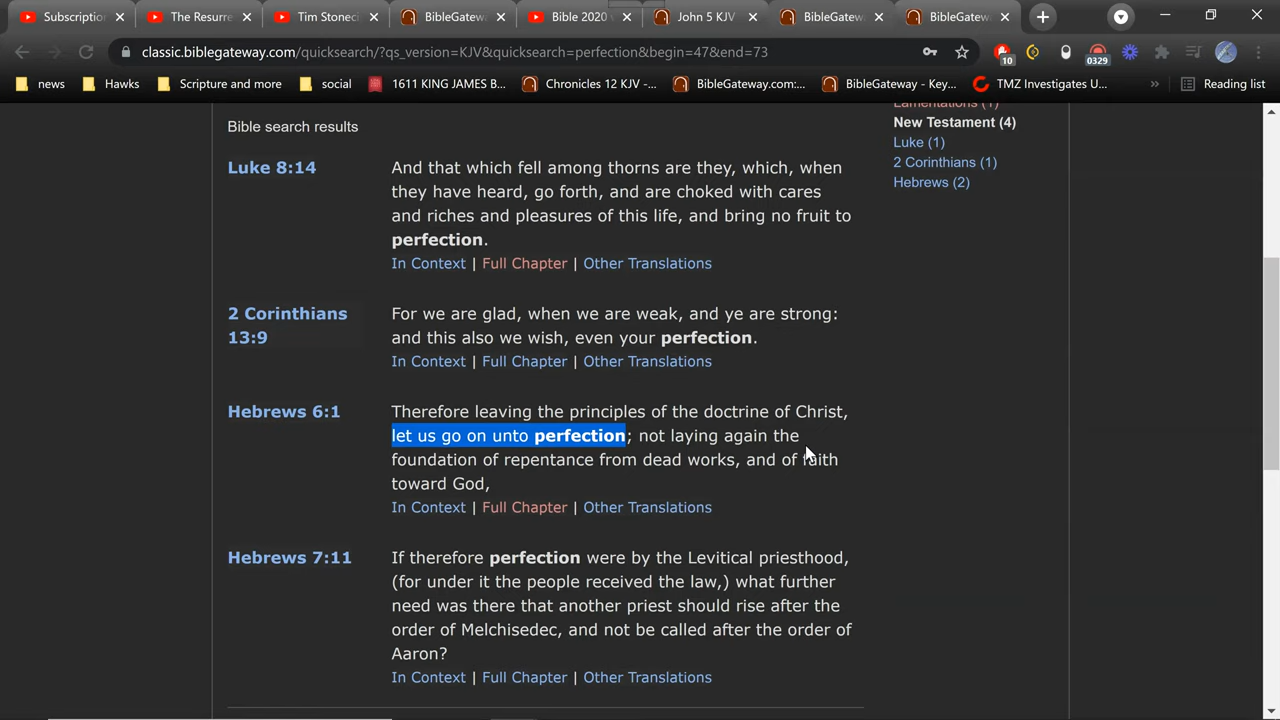 Subscription
The Resurre
Tim Stoneci
BibleGatew
Bible 2020
John 5 KJV
BibleGatew
BibleGatew
classic.biblegateway.com/quicksearch/?qs_version=KJV&quicksearch=perfection&begin=47&end=73
10
0329
news
Hawks
Scripture and more
social
1611 KING JAMES B...
Chronicles 12 KJV -...
BibleGateway.com:...
BibleGateway - Key...
TMZ Investigates U...
»
Reading list
Lamentations (1)
New Testament (4)
Luke (1)
2 Corinthians (1)
Hebrews (2)
Bible search results
Luke 8:14
And that which fell among thorns are they, which, when
they have heard, go forth, and are choked with cares
and riches and pleasures of this life, and bring no fruit to
perfection.
In Context | Full Chapter | Other Translations
2 Corinthians
13:9
For we are glad, when we are weak, and ye are strong:
and this also we wish, even your perfection.
In Context | Full Chapter | Other Translations
Hebrews 6:1
Therefore leaving the principles of the doctrine of Christ,
let us go on unto perfection; not laying again the
foundation of repentance from dead works, and of faith
toward God,
In Context | Full Chapter | Other Translations
Hebrews 7:11
If therefore perfection were by the Levitical priesthood,
(for under it the people received the law,) what further
need was there that another priest should rise after the
order of Melchisedec, and not be called after the order of
Aaron?
In Context | Full Chapter | Other Translations